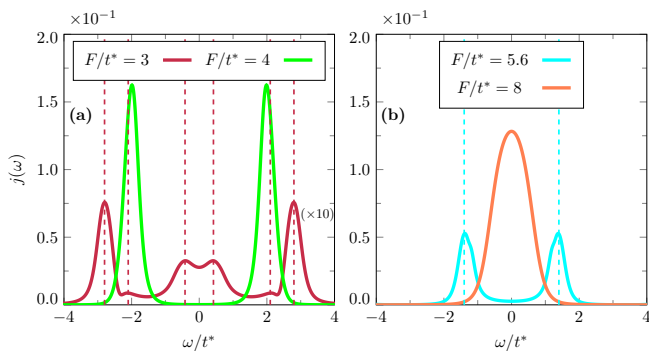 ×10⁻¹
×10⁻¹
F/t* = 3
F/t* = 4
F/t* = 5.6
F/t* = 8
(a)
(b)
(×10)
j(ω)
2.0
1.5
1.0
0.5
0.0
−4
−2
0
2
4
ω/t*
2.0
1.5
1.0
0.5
0.0
−4
−2
0
2
4
ω/t*